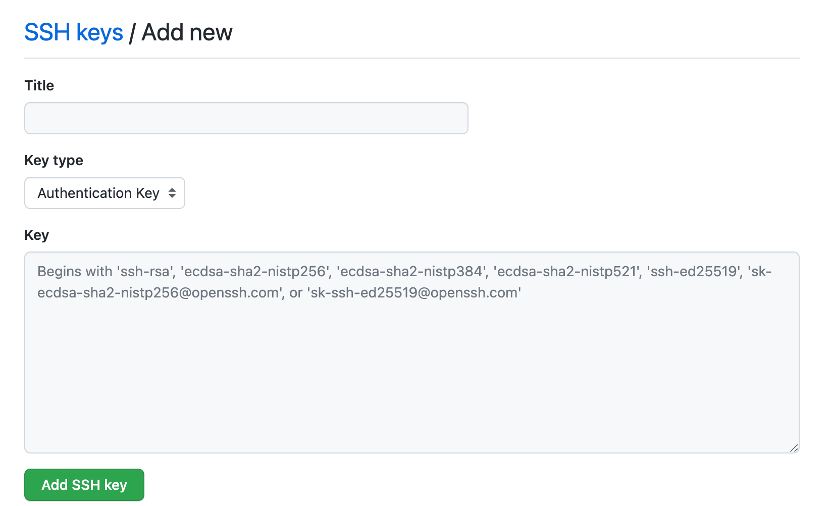 SSH keys / Add new
Title
Key type
Authentication Key
Key
Begins with 'ssh-rsa', 'ecdsa-sha2-nistp256', 'ecdsa-sha2-nistp384', 'ecdsa-sha2-nistp521', 'ssh-ed25519', 'sk-
ecdsa-sha2-nistp256@openssh.com', or 'sk-ssh-ed25519@openssh.com'
Add SSH key